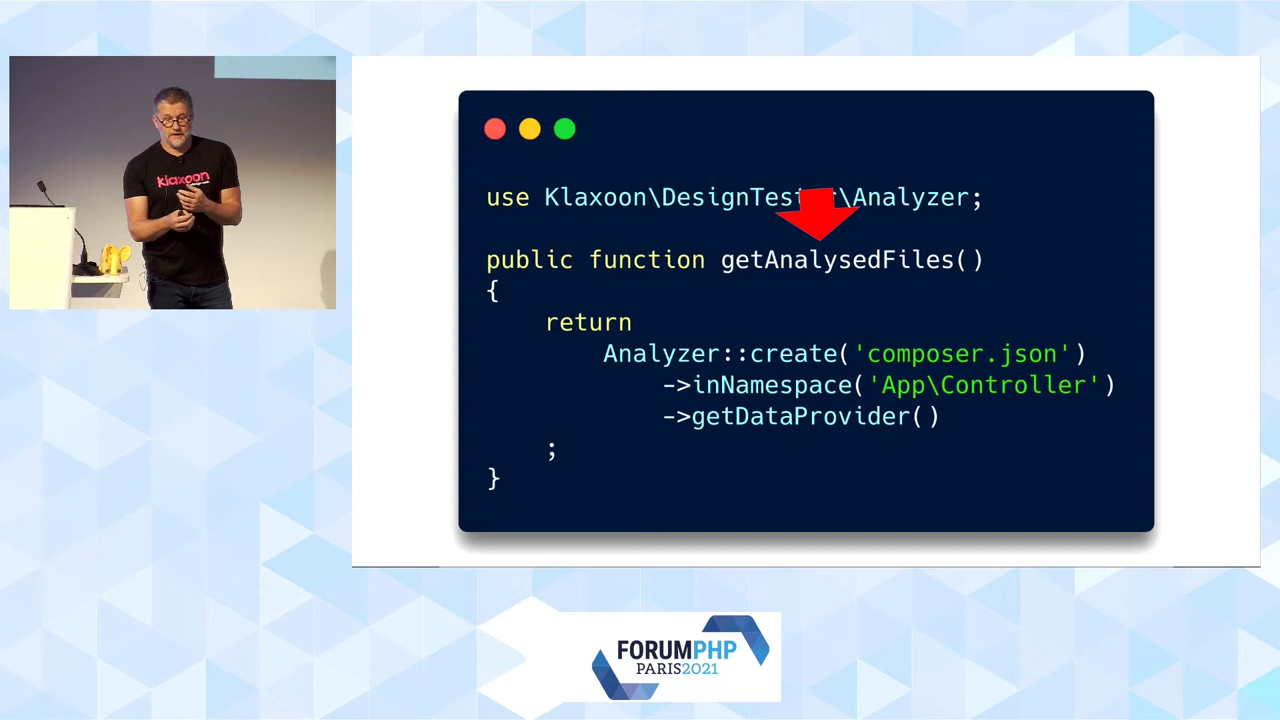 klaxoon
use Klaxoon\DesignTes r\Analyzer;
public function getAnalysedFiles()
{
return
Analyzer::create('composer.json')
->inNamespace('App\Controller')
->getDataProvider()
;
}
FORUMPHP
PARIS2021